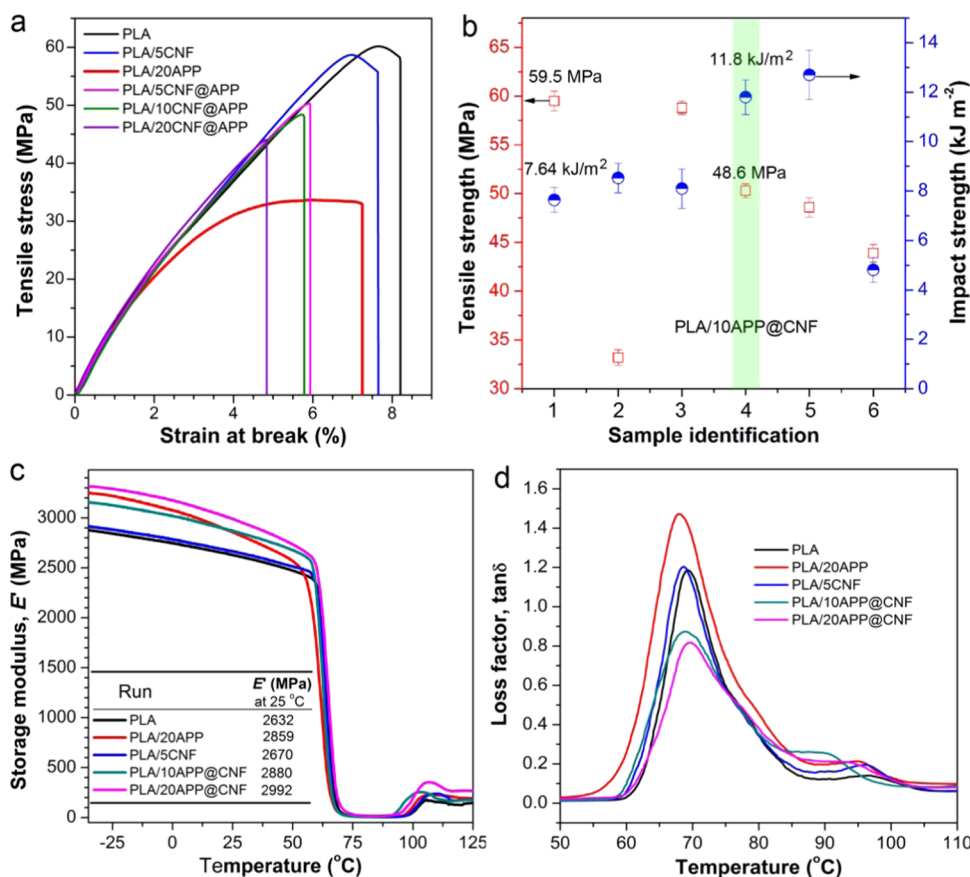 a
PLA
PLA/5CNF
PLA/20APP
PLA/5CNF@APP
PLA/10CNF@APP
PLA/20CNF@APP
Tensile stress (MPa)
60
50
40
30
20
10
0
0 2 4 6 8
Strain at break (%)
b
Tensile strength (MPa)
65
60
55
50
45
40
35
30
59.5 MPa
7.64 kJ/m²
11.8 kJ/m²
48.6 MPa
PLA/10APP@CNF
14
12
10
8
6
4
2
0
Impact strength (kJ m⁻²)
1 2 3 4 5 6
Sample identification
c
Storage modulus, E' (MPa)
3000
2500
2000
1500
1000
500
0
Run E' (MPa)
at 25 °C
PLA 2632
PLA/20APP 2859
PLA/5CNF 2670
PLA/10APP@CNF 2880
PLA/20APP@CNF 2992
-25 0 25 50 75 100 125
Temperature (°C)
d
Loss factor, tanδ
1.6
1.4
1.2
1.0
0.8
0.6
0.4
0.2
0.0
PLA
PLA/20APP
PLA/5CNF
PLA/10APP@CNF
PLA/20APP@CNF
50 60 70 80 90 100 110
Temperature (°C)